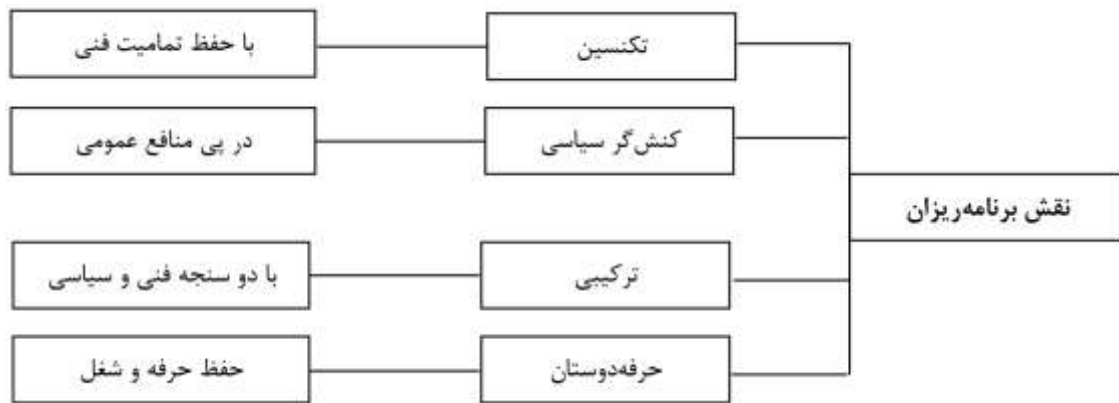 نقش برنامه‌ریزان
تکنسین
با حفظ تمامیت فنی
کنش‌گر سیاسی
در پی منافع عمومی
ترکیبی
با دو سنجه فنی و سیاسی
حرفه‌دوستان
حفظ حرفه و شغل